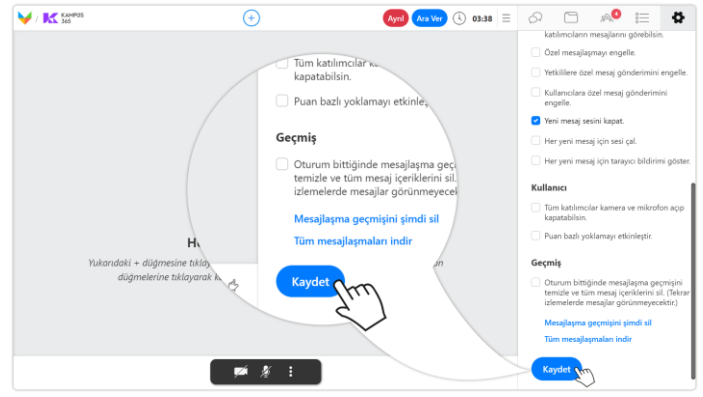 KAMPÜS
365
Ayrıl
Ara Ver
03:38
4
katılımcıların mesajlarını görebilsin.
Özel mesajlaşmayı engelle.
Yetkililere özel mesaj gönderimini engelle.
Kullanıcılara özel mesaj gönderimini
engelle.
Yeni mesaj sesini kapat.
Her yeni mesaj için sesi çal.
Her yeni mesaj için tarayıcı bildirimi göster.
Kullanıcı
Tüm katılımcılar kamera ve mikrofon açıp
kapatabilsin.
Puan bazlı yoklamayı etkinleştir.
Geçmiş
Oturum bittiğinde mesajlaşma geçmişini
temizle ve tüm mesaj içeriklerini sil. (Tekrar
izlemelerde mesajlar görünmeyecektir.)
Mesajlaşma geçmişini şimdi sil
Tüm mesajlaşmaları indir
Kaydet
Tüm katılımcılar
kapatabilsin.
Puan bazlı yoklamayı etkinleş
Geçmiş
Oturum bittiğinde mesajlaşma geç
temizle ve tüm mesaj içeriklerini sil.
izlemelerde mesajlar görünmeyecek
Mesajlaşma geçmişini şimdi sil
Tüm mesajlaşmaları indir
Kaydet
Yukarıdaki + düğmesine tıklay
düğmelerine tıklayarak